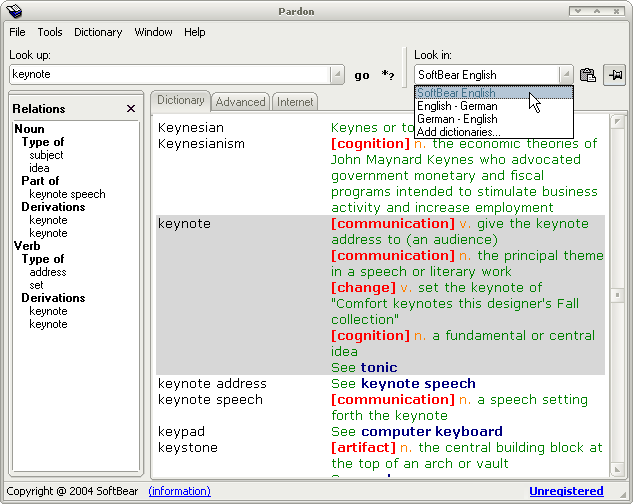 Pardon
File Tools Dictionary Window Help
Look up:
Look in:
keynote
go *?
SoftBear English
SoftBear English
English - German
German - English
Add dictionaries...
Relations
Noun
Type of
subject
idea
Part of
keynote speech
Derivations
keynote
keynote
Verb
Type of
address
set
Derivations
keynote
keynote
Dictionary Advanced Internet
Keynesian Keynes or to
Keynesianism [cognition] n. the economic theories of
John Maynard Keynes who advocated
government monetary and fiscal
programs intended to stimulate business
activity and increase employment
keynote [communication] v. give the keynote
address to (an audience)
[communication] n. the principal theme
in a speech or literary work
[change] v. set the keynote of
"Comfort keynotes this designer's Fall
collection"
[cognition] n. a fundamental or central
idea
See tonic
keynote address See keynote speech
keynote speech [communication] n. a speech setting
forth the keynote
keypad See computer keyboard
keystone [artifact] n. the central building block at
the top of an arch or vault
Copyright @ 2004 SoftBear (information) Unregistered